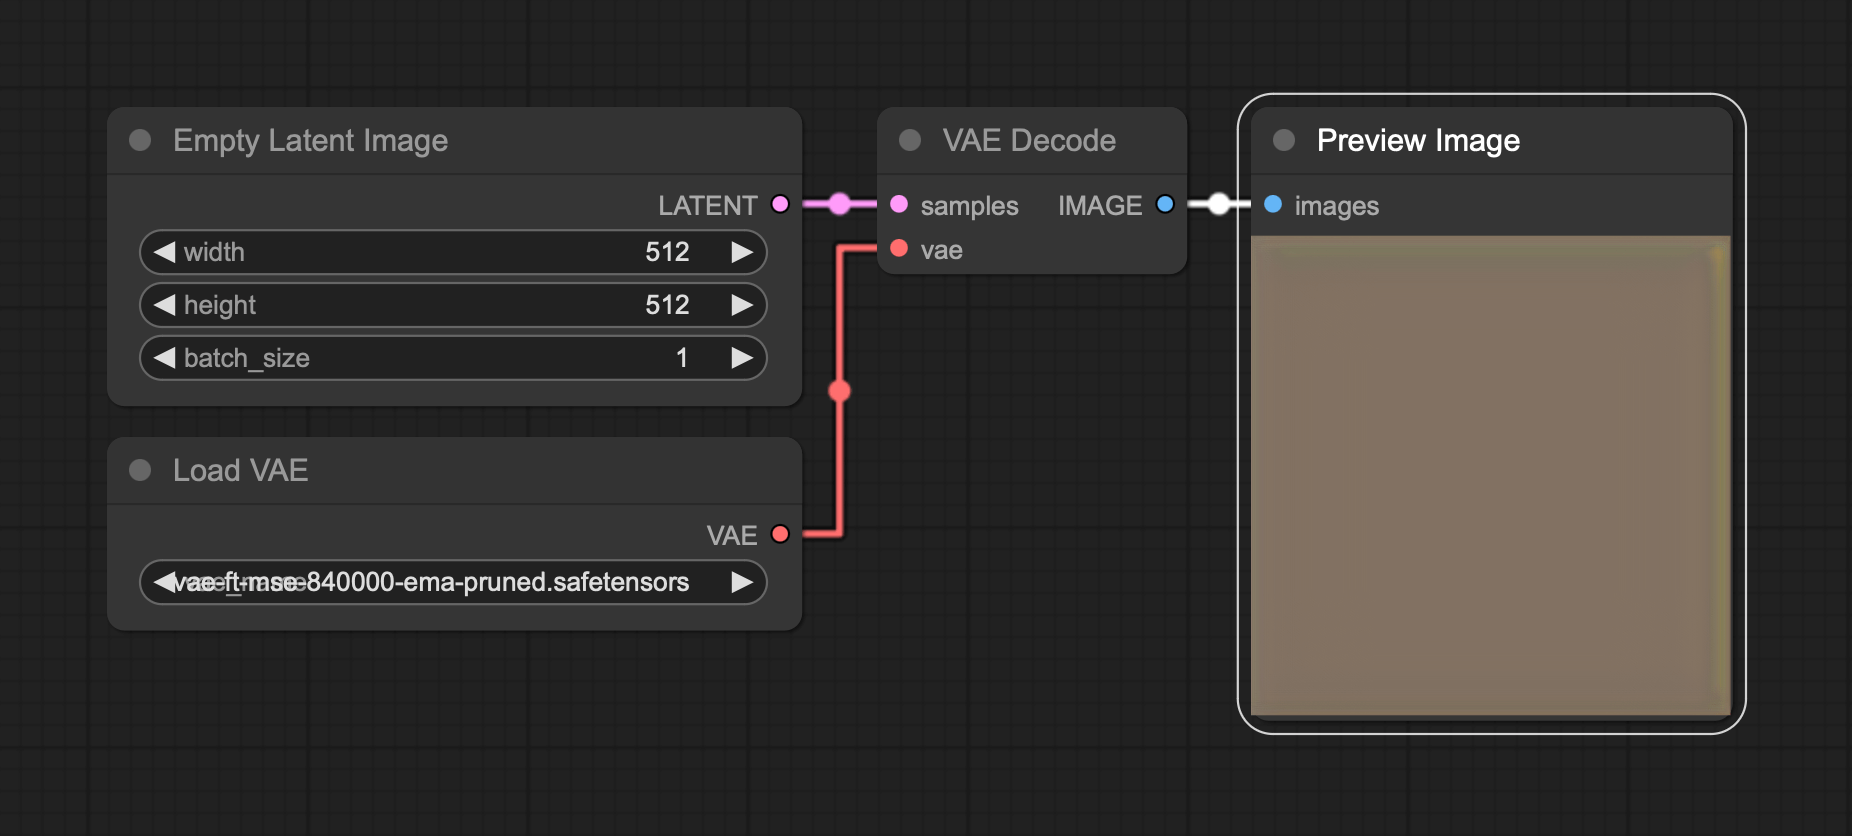 Empty Latent Image
LATENT
width 512
height 512
batch_size 1
Load VAE
VAE
vae-ft-mse-840000-ema-pruned.safetensors
VAE Decode
samples IMAGE
vae
Preview Image
images